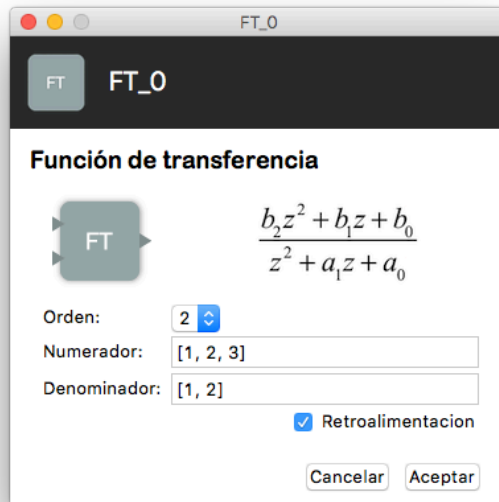 FT_0
FT FT_0
Función de transferencia
FT
b₂z² + b₁z + b₀
z² + a₁z + a₀
Orden: 2
Numerador: [1, 2, 3]
Denominador: [1, 2]
Retroalimentacion
Cancelar Aceptar